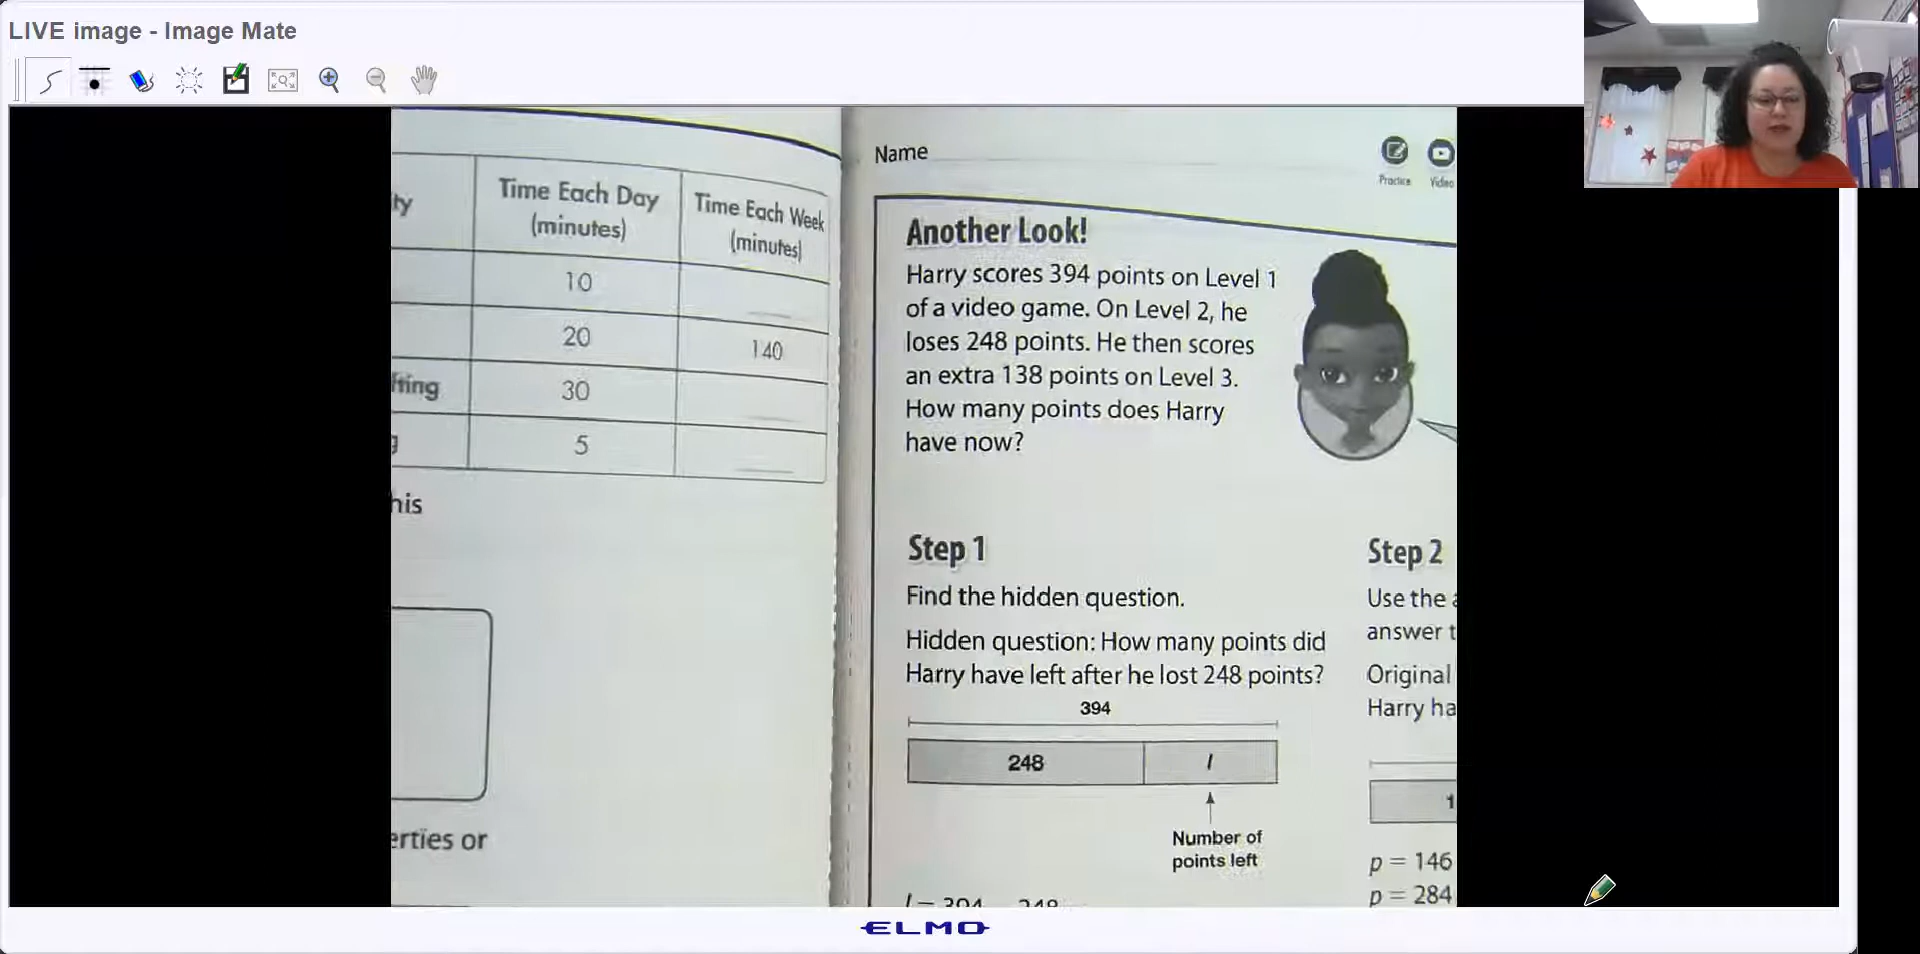 LIVE image - Image Mate
ty
Time Each Day
(minutes)
Time Each Week
(minutes)
10
20
140
fting
30
g
5
his
erties or
Name
Practice
Video
Another Look!
Harry scores 394 points on Level 1
of a video game. On Level 2, he
loses 248 points. He then scores
an extra 138 points on Level 3.
How many points does Harry
have now?
Step 1
Find the hidden question.
Hidden question: How many points did
Harry have left after he lost 248 points?
394
248
l
Number of
points left
l = 394 248
Step 2
Use the a
answer t
Original
Harry ha
1
p = 146
p = 284
ELMO